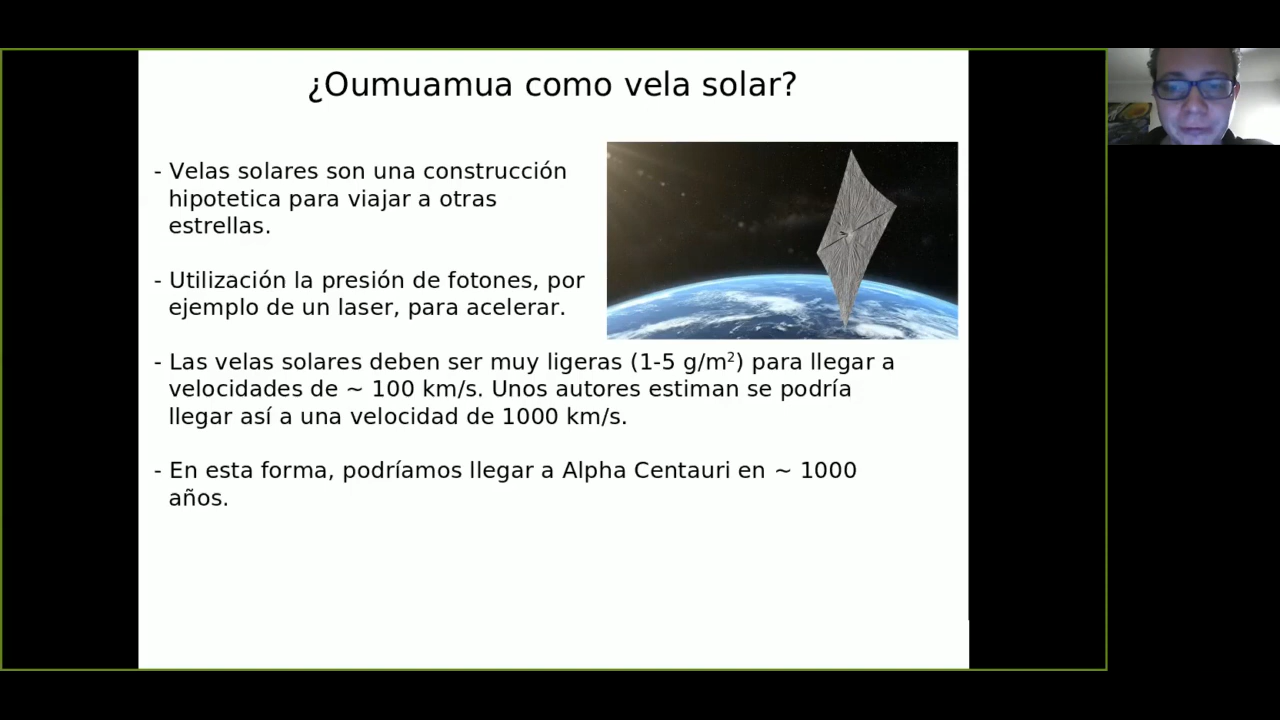 ¿Oumuamua como vela solar?
- Velas solares son una construcción
hipotetica para viajar a otras
estrellas.
- Utilización la presión de fotones, por
ejemplo de un laser, para acelerar.
- Las velas solares deben ser muy ligeras (1-5 g/m²) para llegar a
velocidades de ~ 100 km/s. Unos autores estiman se podría
llegar así a una velocidad de 1000 km/s.
- En esta forma, podríamos llegar a Alpha Centauri en ~ 1000
años.